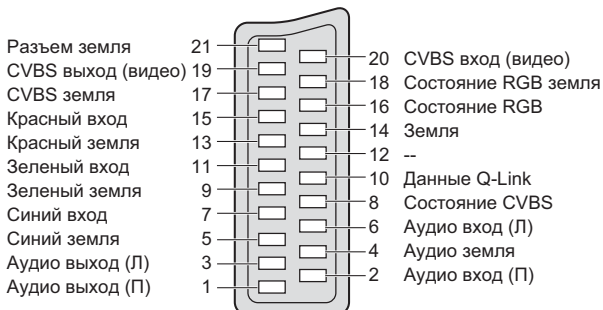 Разъем земля 21
CVBS выход (видео) 19
CVBS земля 17
Красный вход 15
Красный земля 13
Зеленый вход 11
Зеленый земля 9
Синий вход 7
Синий земля 5
Аудио выход (Л) 3
Аудио выход (П) 1
20 CVBS вход (видео)
18 Состояние RGB земля
16 Состояние RGB
14 Земля
12 --
10 Данные Q-Link
8 Состояние CVBS
6 Аудио вход (Л)
4 Аудио земля
2 Аудио вход (П)